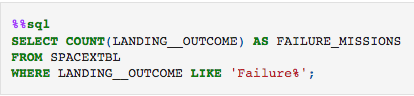 %%sql
SELECT COUNT(LANDING__OUTCOME) AS FAILURE_MISSIONS
FROM SPACEXTBL
WHERE LANDING__OUTCOME LIKE 'Failure%';